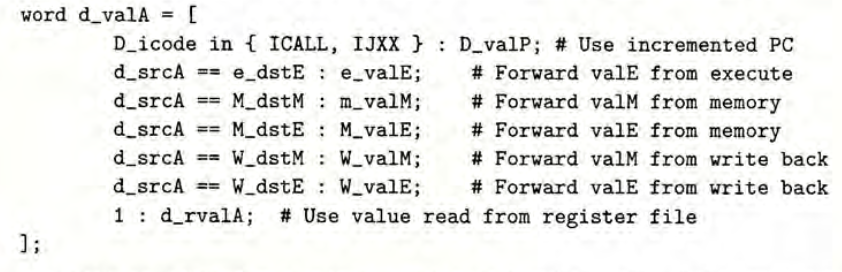 word d_valA = [
        D_icode in { ICALL, IJXX } : D_valP; # Use incremented PC
        d_srcA == e_dstE : e_valE;    # Forward valE from execute
        d_srcA == M_dstM : m_valM;    # Forward valM from memory
        d_srcA == M_dstE : M_valE;    # Forward valE from memory
        d_srcA == W_dstM : W_valM;    # Forward valM from write back
        d_srcA == W_dstE : W_valE;    # Forward valE from write back
        1 : d_rvalA;  # Use value read from register file
];